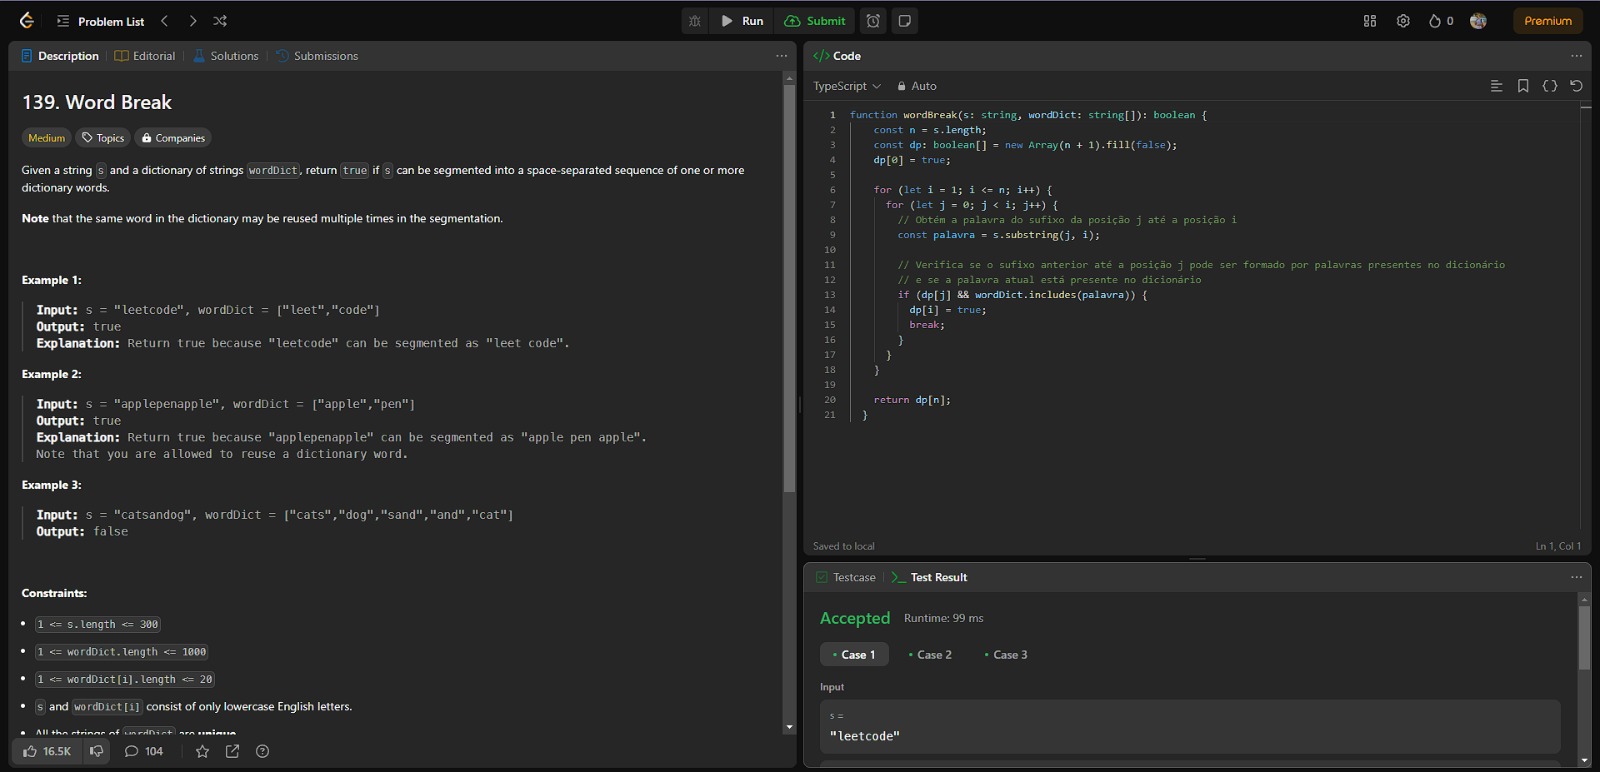 Problem List
Run
Submit
0
Premium
Description
Editorial
Solutions
Submissions
139. Word Break
Medium
Topics
Companies
Given a string s and a dictionary of strings wordDict, return true if s can be segmented into a space-separated sequence of one or more
dictionary words.
Note that the same word in the dictionary may be reused multiple times in the segmentation.
Example 1:
Input: s = "leetcode", wordDict = ["leet","code"]
Output: true
Explanation: Return true because "leetcode" can be segmented as "leet code".
Example 2:
Input: s = "applepenapple", wordDict = ["apple","pen"]
Output: true
Explanation: Return true because "applepenapple" can be segmented as "apple pen apple".
Note that you are allowed to reuse a dictionary word.
Example 3:
Input: s = "catsandog", wordDict = ["cats","dog","sand","and","cat"]
Output: false
Constraints:
• 1 <= s.length <= 300
• 1 <= wordDict.length <= 1000
• 1 <= wordDict[i].length <= 20
• s and wordDict[i] consist of only lowercase English letters.
• All the strings of wordDict are unique.
16.5K
104
</> Code
TypeScript
Auto
1 function wordBreak(s: string, wordDict: string[]): boolean {
2 const n = s.length;
3 const dp: boolean[] = new Array(n + 1).fill(false);
4 dp[0] = true;
5
6 for (let i = 1; i <= n; i++) {
7 for (let j = 0; j < i; j++) {
8 // Obtém a palavra do sufixo da posição j até a posição i
9 const palavra = s.substring(j, i);
10
11 // Verifica se o sufixo anterior até a posição j pode ser formado por palavras presentes no dicionário
12 // e se a palavra atual está presente no dicionário
13 if (dp[j] && wordDict.includes(palavra)) {
14 dp[i] = true;
15 break;
16 }
17 }
18 }
19
20 return dp[n];
21 }
Saved to local
Ln 1, Col 1
Testcase
>_ Test Result
Accepted
Runtime: 99 ms
• Case 1
• Case 2
• Case 3
Input
s =
"leetcode"